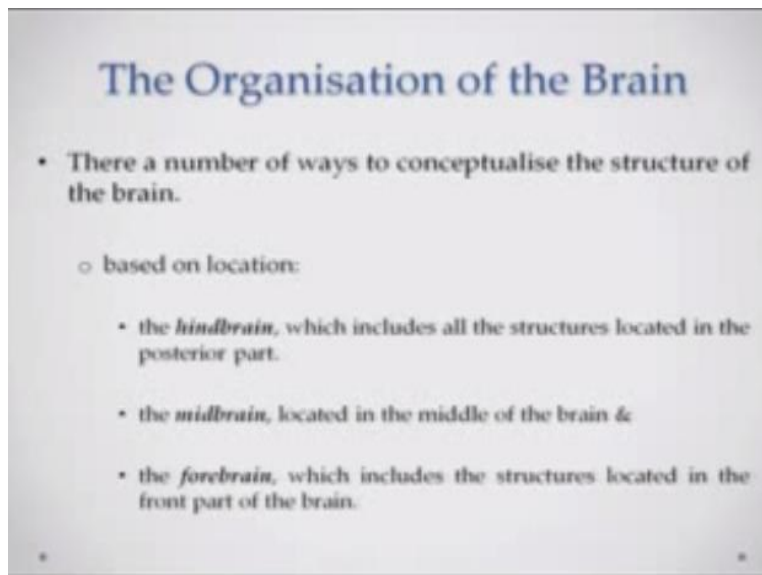 The Organisation of the Brain
• There a number of ways to conceptualise the structure of
the brain.
o based on location:
• the hindbrain, which includes all the structures located in the
posterior part.
• the midbrain, located in the middle of the brain &
• the forebrain, which includes the structures located in the
front part of the brain.